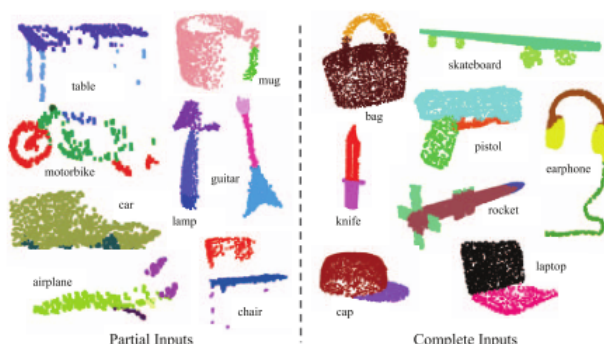 table
mug
motorbike
guitar
lamp
car
airplane
chair
Partial Inputs
bag
skateboard
pistol
earphone
knife
rocket
cap
laptop
Complete Inputs